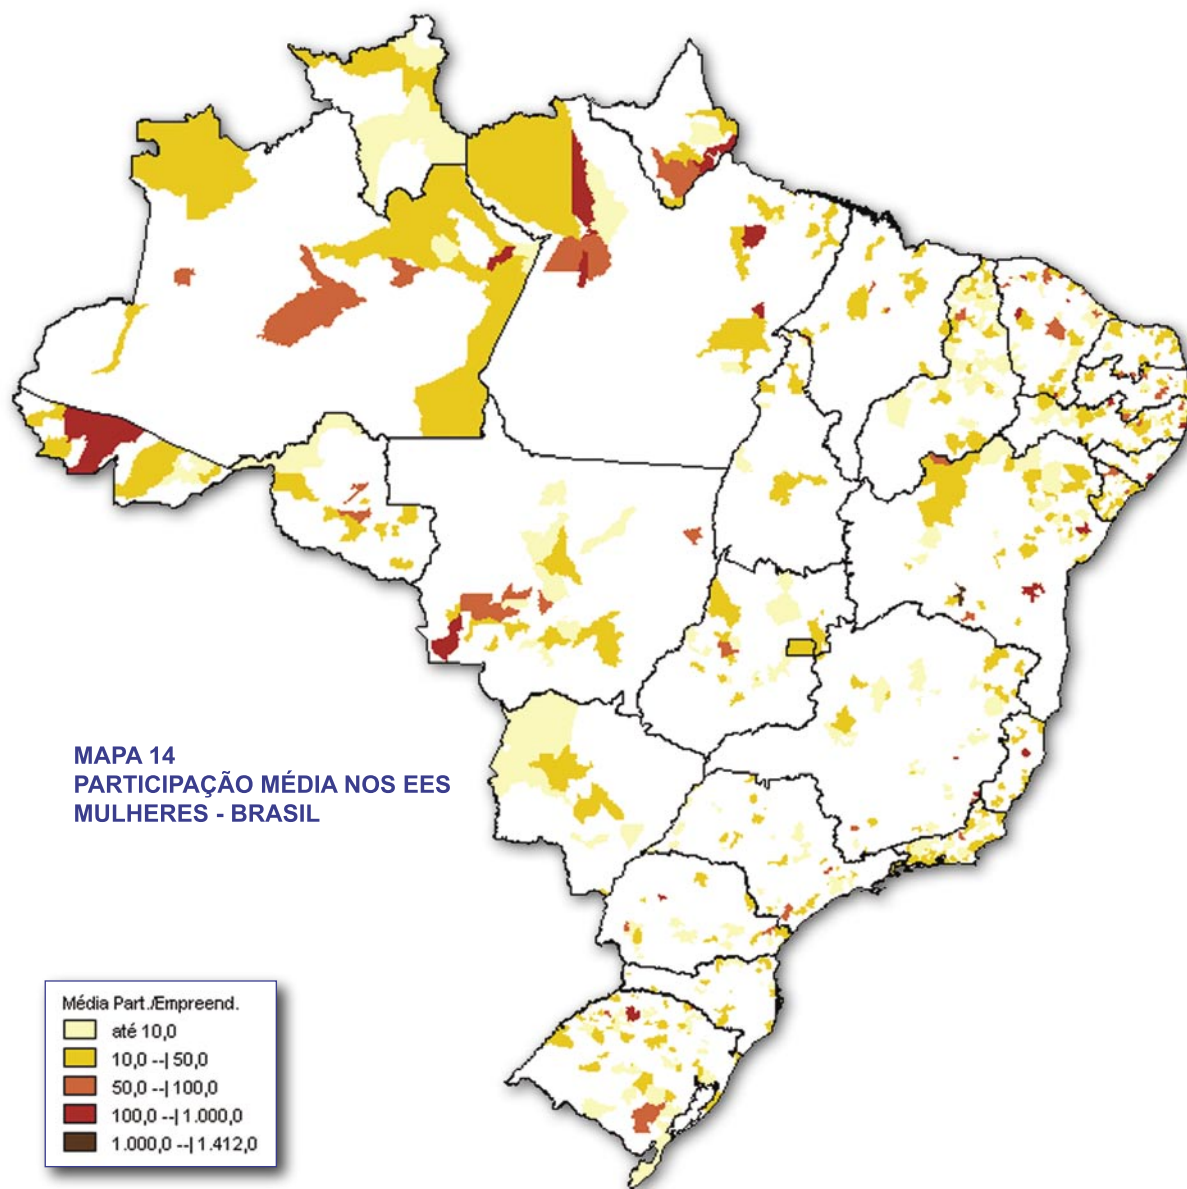 MAPA 14
PARTICIPAÇÃO MÉDIA NOS EES
MULHERES - BRASIL
Média Part./Empreend.
até 10,0
10,0 --| 50,0
50,0 --| 100,0
100,0 --| 1.000,0
1.000,0 --| 1.412,0